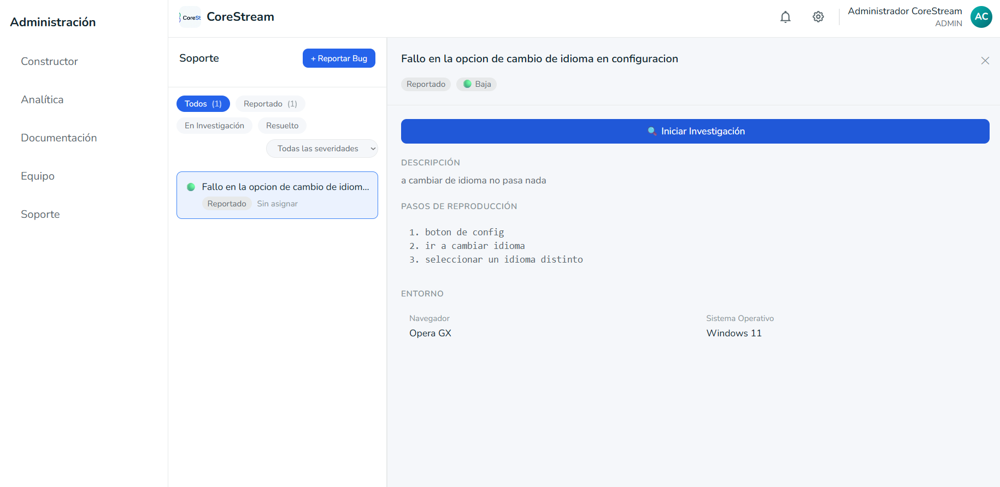 Administración
Constructor
Analítica
Documentación
Equipo
Soporte
CoreSt
CoreStream
Administrador CoreStream
ADMIN
AC
Soporte
+ Reportar Bug
Todos (1)
Reportado (1)
En Investigación
Resuelto
Todas las severidades
Fallo en la opcion de cambio de idiom...
Reportado
Sin asignar
Fallo en la opcion de cambio de idioma en configuracion
Reportado
Baja
Iniciar Investigación
DESCRIPCIÓN
a cambiar de idioma no pasa nada
PASOS DE REPRODUCCIÓN
1. boton de config
2. ir a cambiar idioma
3. seleccionar un idioma distinto
ENTORNO
Navegador
Opera GX
Sistema Operativo
Windows 11